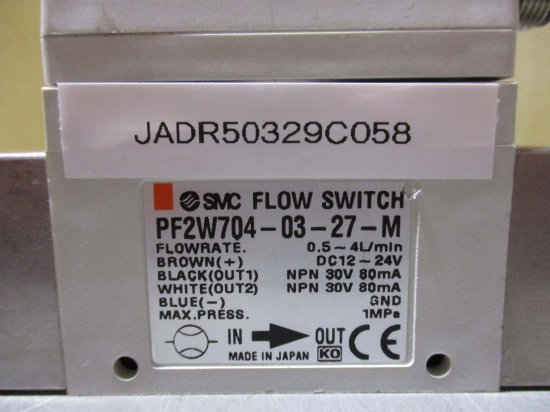 JADR50329C058
SMC FLOW SWITCH
PF2W704-03-27-M
FLOWRATE. 0.5~4L/min
BROWN(+) DC12~24V
BLACK(OUT1) NPN 30V 80mA
WHITE(OUT2) NPN 30V 80mA
BLUE(-) GND
MAX.PRESS. 1MPa
IN OUT
MADE IN JAPAN KO CE